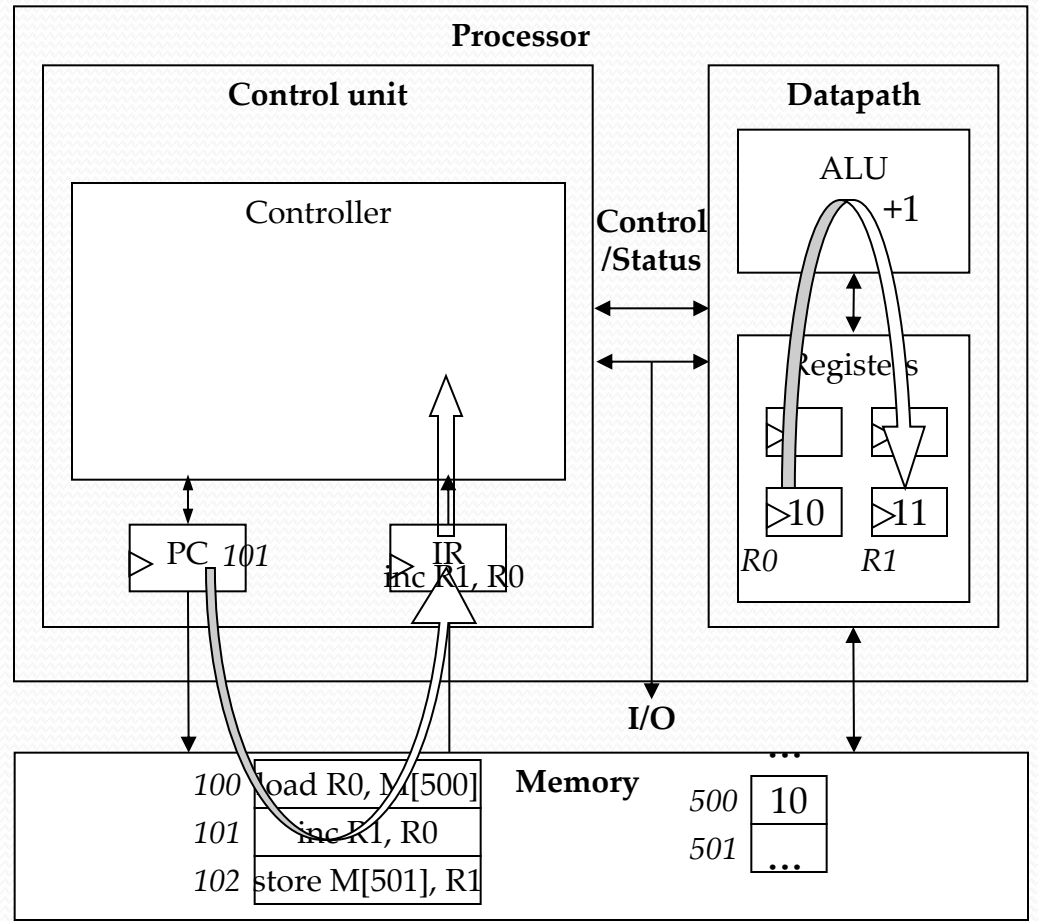 Processor
Control unit
Datapath
ALU
+1
Controller
Control
/Status
Registers
10
11
R0
R1
PC 101
IR
inc R1, R0
I/O
Memory
100 load R0, M[500]
101 inc R1, R0
102 store M[501], R1
...
500 10
501
...